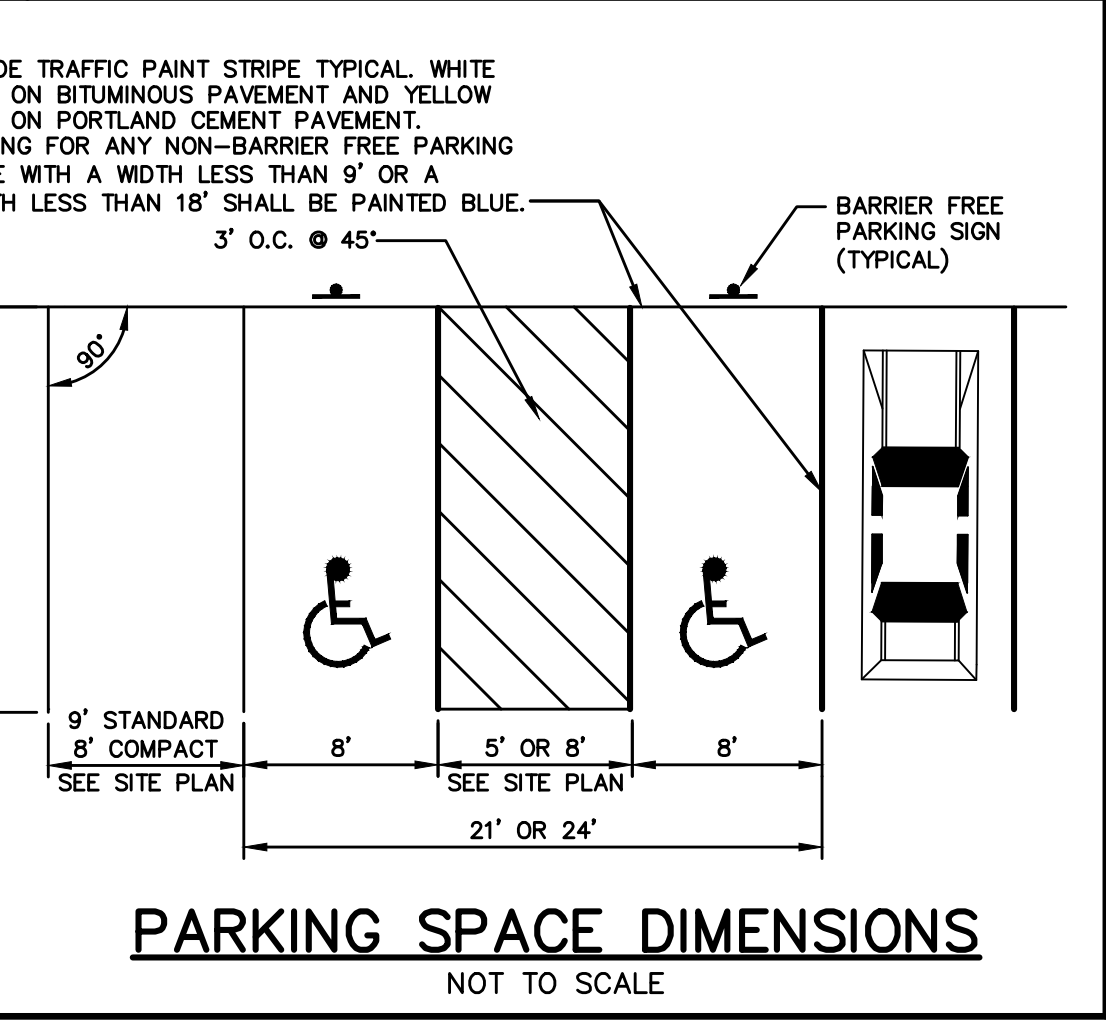 DE TRAFFIC PAINT STRIPE TYPICAL. WHITE
ON BITUMINOUS PAVEMENT AND YELLOW
ON PORTLAND CEMENT PAVEMENT.
NG FOR ANY NON-BARRIER FREE PARKING
E WITH A WIDTH LESS THAN 9' OR A
TH LESS THAN 18' SHALL BE PAINTED BLUE.
3' O.C. @ 45°
BARRIER FREE
PARKING SIGN
(TYPICAL)
90°
9' STANDARD
8' COMPACT
SEE SITE PLAN
8'
5' OR 8'
SEE SITE PLAN
8'
21' OR 24'
PARKING SPACE DIMENSIONS
NOT TO SCALE